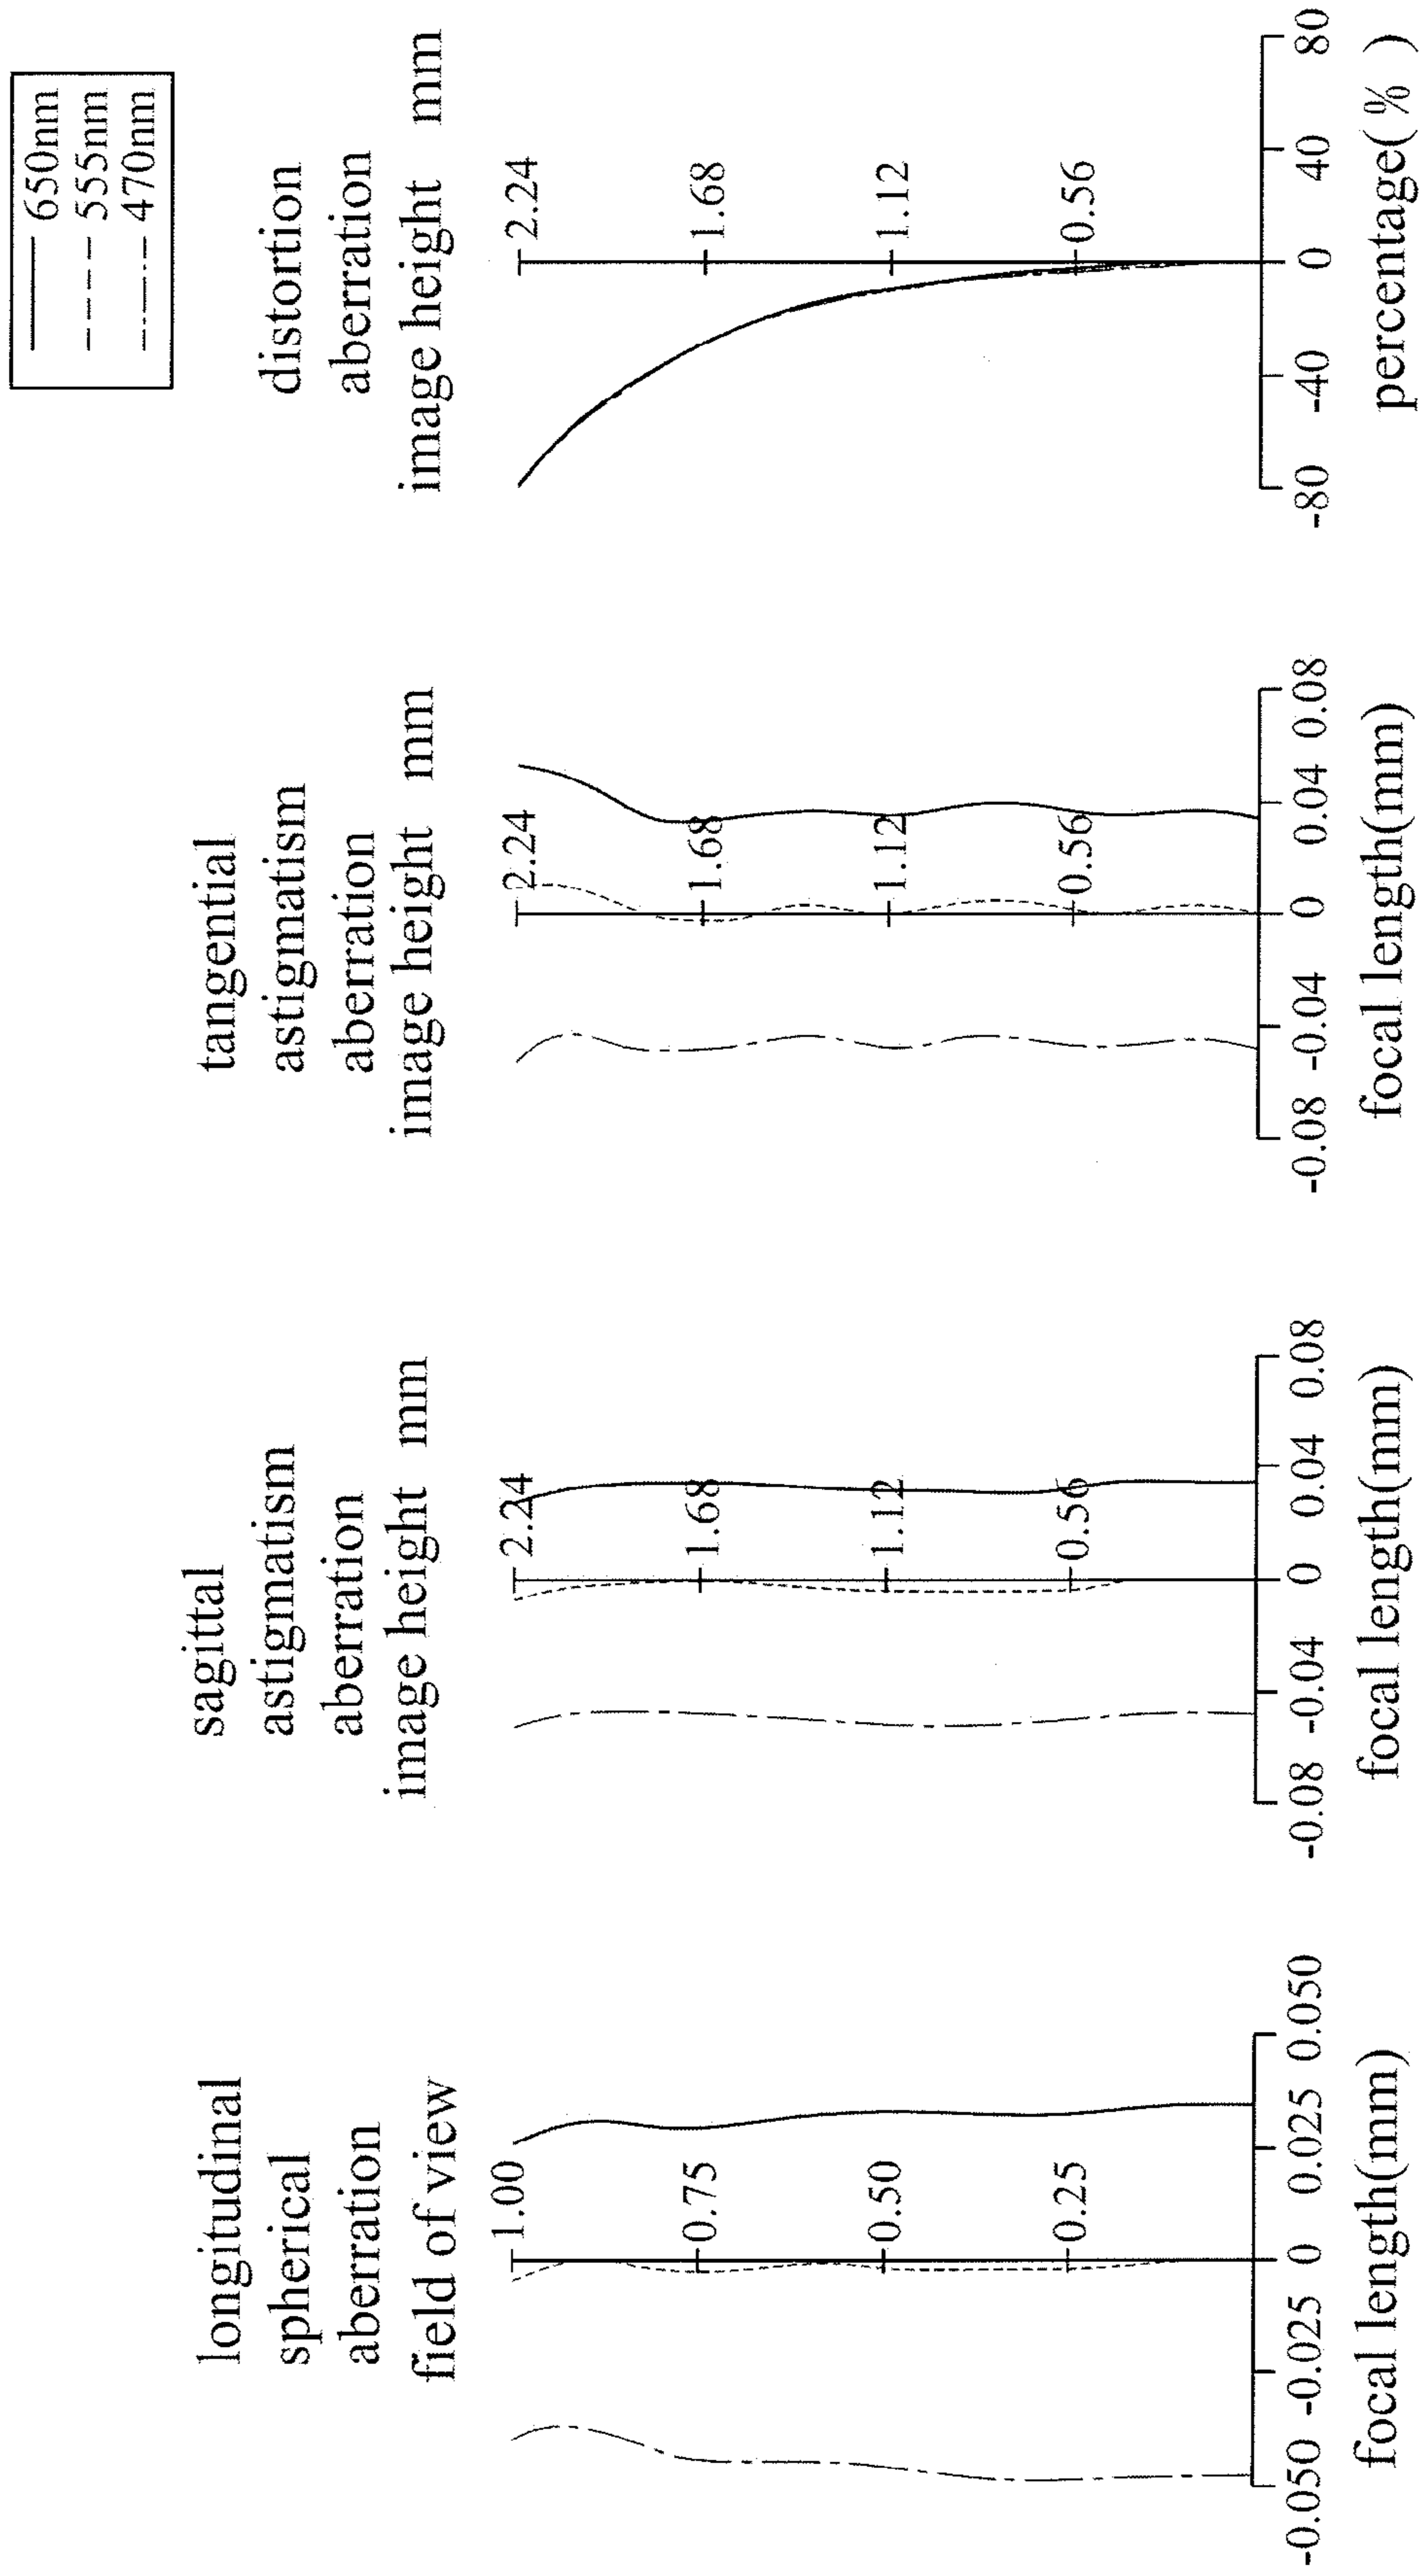 650nm
555nm
470nm
longitudinal
spherical
aberration
field of view
1.00
0.75
0.50
0.25
-0.050 -0.025 0 0.025 0.050
focal length(mm)
sagittal
astigmatism
aberration
image height mm
2.24
1.68
1.12
0.56
-0.08 -0.04 0 0.04 0.08
focal length(mm)
tangential
astigmatism
aberration
image height mm
2.24
1.68
1.12
0.56
-0.08 -0.04 0 0.04 0.08
focal length(mm)
distortion
aberration
image height mm
2.24
1.68
1.12
0.56
-80 -40 0 40 80
percentage( % )